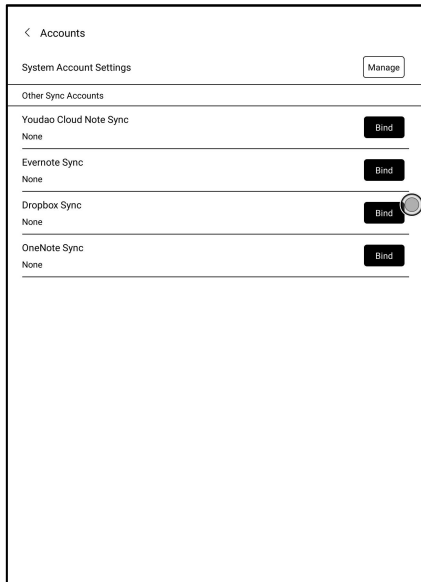 Accounts
System Account Settings
Manage
Other Sync Accounts
Youdao Cloud Note Sync
None
Bind
Evernote Sync
None
Bind
Dropbox Sync
None
Bind
OneNote Sync
None
Bind